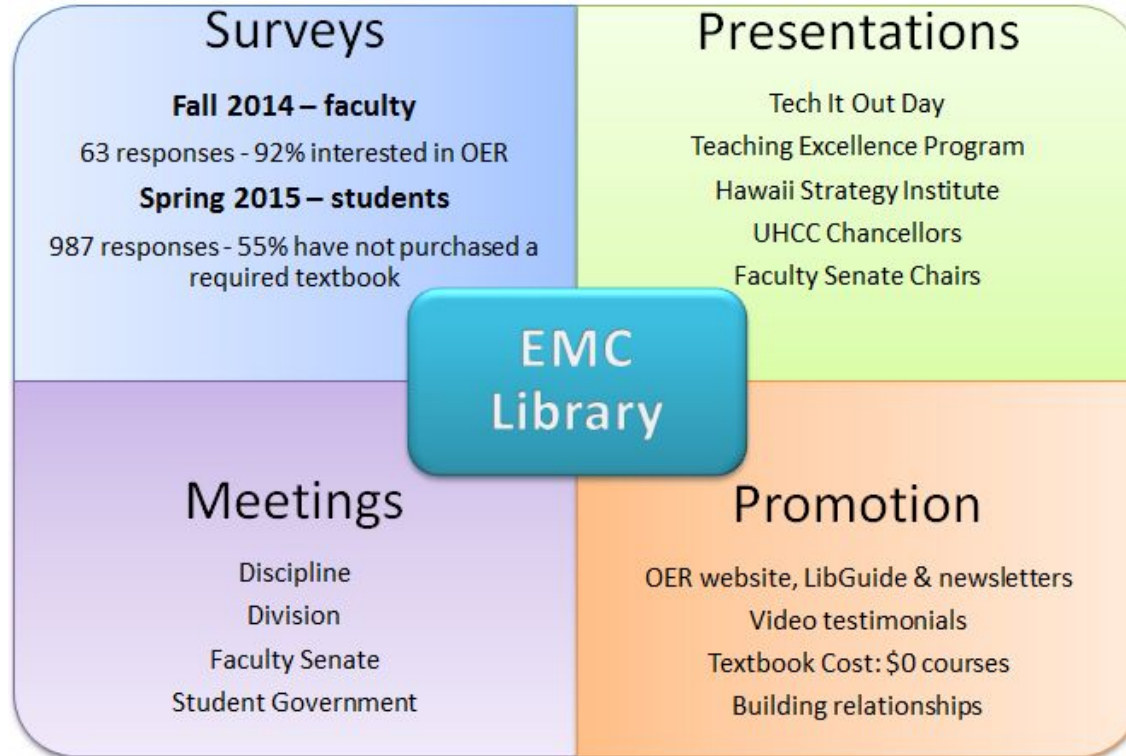 Surveys
Fall 2014 – faculty
63 responses - 92% interested in OER
Spring 2015 – students
987 responses - 55% have not purchased a
required textbook
Presentations
Tech It Out Day
Teaching Excellence Program
Hawaii Strategy Institute
UHCC Chancellors
Faculty Senate Chairs
EMC
Library
Meetings
Discipline
Division
Faculty Senate
Student Government
Promotion
OER website, LibGuide & newsletters
Video testimonials
Textbook Cost: $0 courses
Building relationships